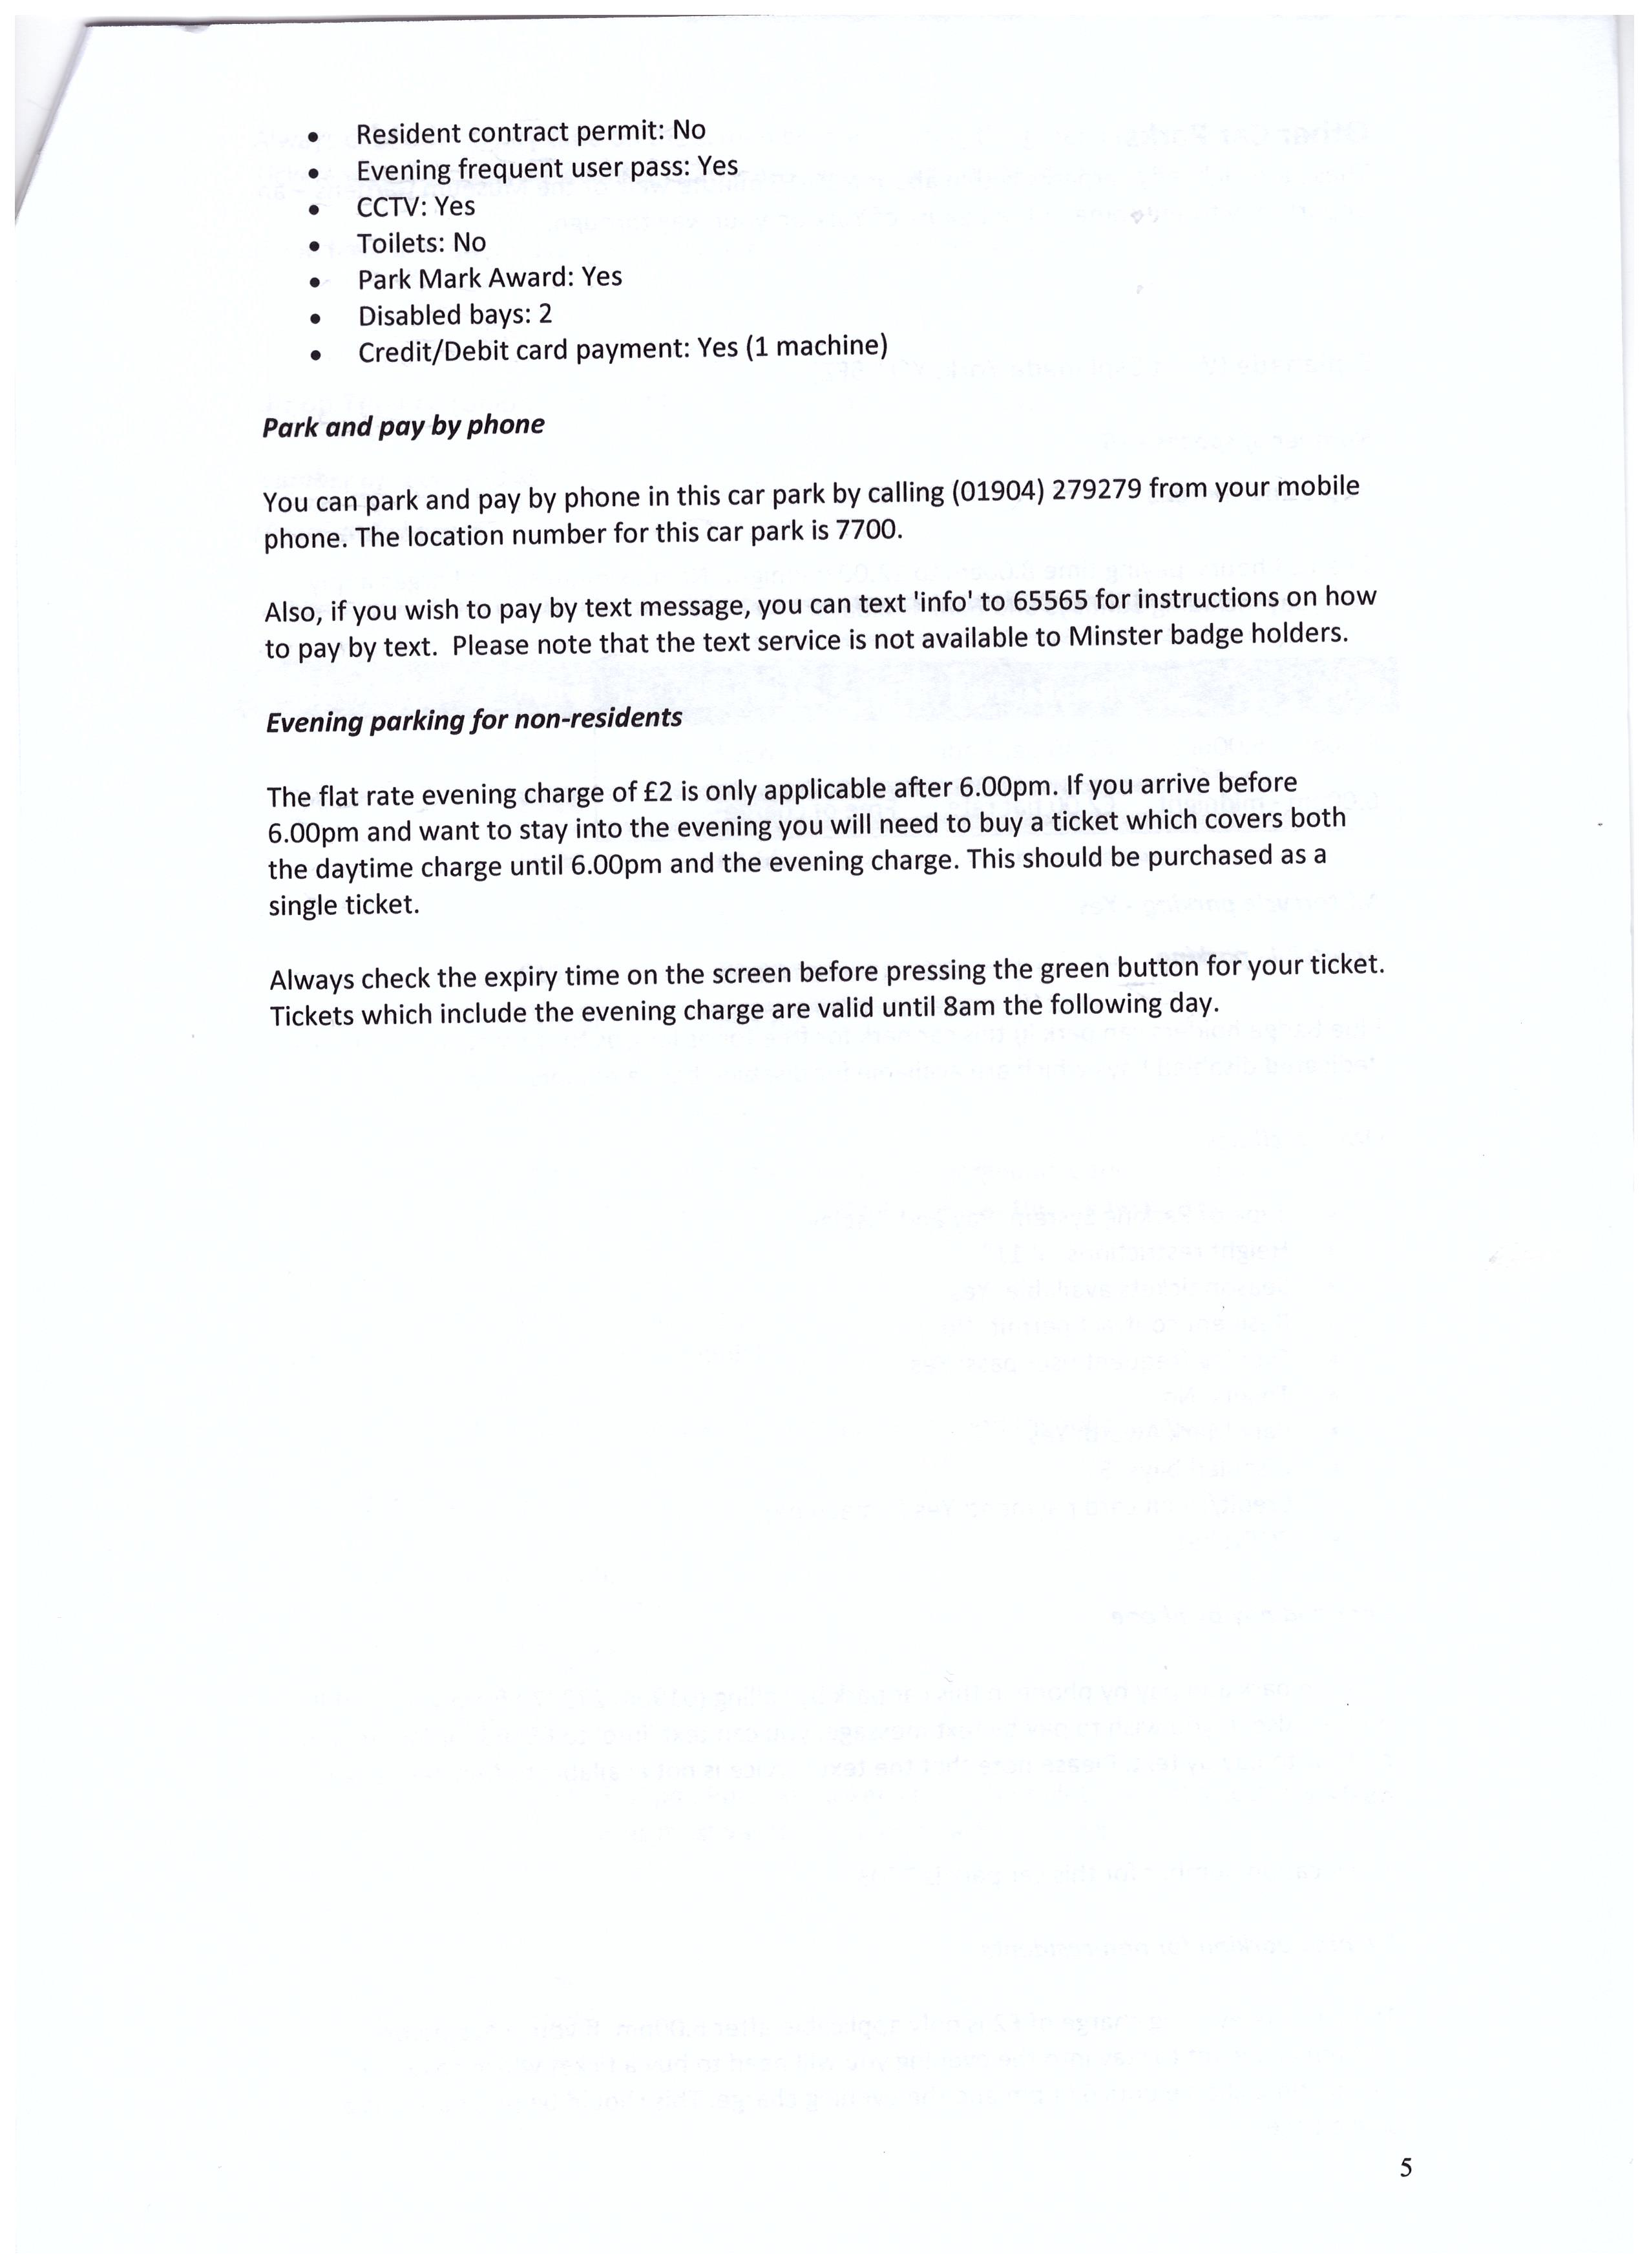 • Resident contract permit: No
• Evening frequent user pass: Yes
• CCTV: Yes
• Toilets: No
• Park Mark Award: Yes
• Disabled bays: 2
• Credit/Debit card payment: Yes (1 machine)
Park and pay by phone
You can park and pay by phone in this car park by calling (01904) 279279 from your mobile
phone. The location number for this car park is 7700.
Also, if you wish to pay by text message, you can text 'info' to 65565 for instructions on how
to pay by text.  Please note that the text service is not available to Minster badge holders.
Evening parking for non-residents
The flat rate evening charge of £2 is only applicable after 6.00pm. If you arrive before
6.00pm and want to stay into the evening you will need to buy a ticket which covers both
the daytime charge until 6.00pm and the evening charge. This should be purchased as a
single ticket.
Always check the expiry time on the screen before pressing the green button for your ticket.
Tickets which include the evening charge are valid until 8am the following day.
5